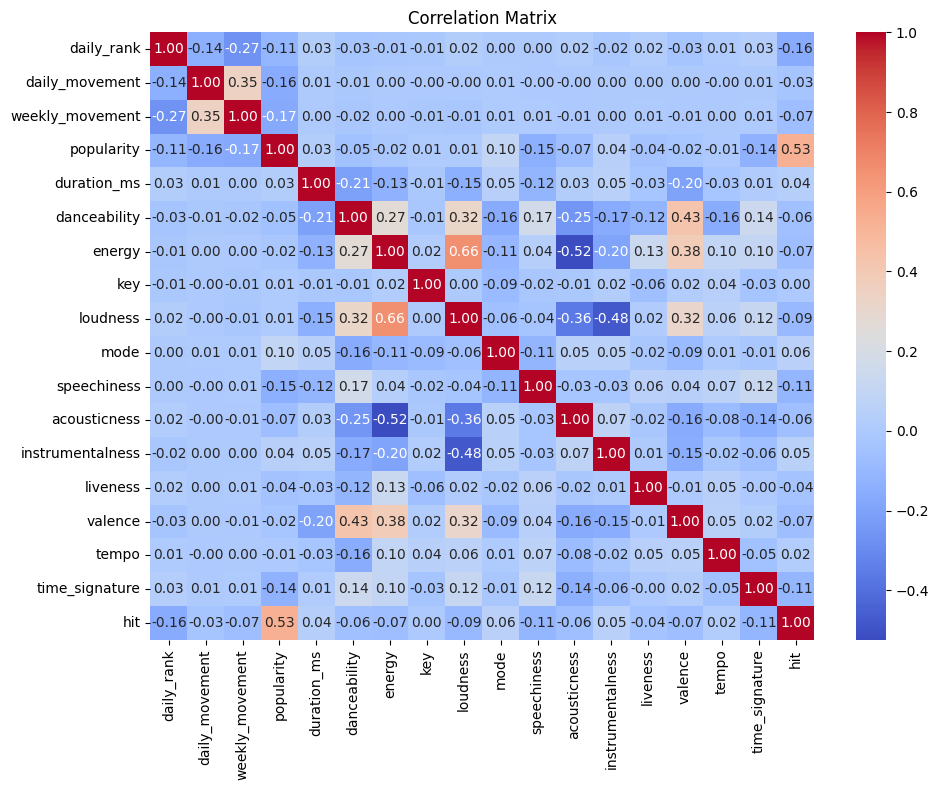 Correlation Matrix
daily_rank 1.00 -0.14 -0.27 -0.11 0.03 -0.03 -0.01 -0.01 0.02 0.00 0.00 0.02 -0.02 0.02 -0.03 0.01 0.03 -0.16
daily_movement -0.14 1.00 0.35 -0.16 0.01 -0.01 0.00 -0.00 -0.00 0.01 -0.00 -0.00 0.00 0.00 0.00 -0.00 0.01 -0.03
weekly_movement -0.27 0.35 1.00 -0.17 0.00 -0.02 0.00 -0.01 -0.01 0.01 0.01 -0.01 0.00 0.01 -0.01 0.00 0.01 -0.07
popularity -0.11 -0.16 -0.17 1.00 0.03 -0.05 -0.02 0.01 0.01 0.10 -0.15 -0.07 0.04 -0.04 -0.02 -0.01 -0.14 0.53
duration_ms 0.03 0.01 0.00 0.03 1.00 -0.21 -0.13 -0.01 -0.15 0.05 -0.12 0.03 0.05 -0.03 -0.20 -0.03 0.01 0.04
danceability -0.03 -0.01 -0.02 -0.05 -0.21 1.00 0.27 -0.01 0.32 -0.16 0.17 -0.25 -0.17 -0.12 0.43 -0.16 0.14 -0.06
energy -0.01 0.00 0.00 -0.02 -0.13 0.27 1.00 0.02 0.66 -0.11 0.04 -0.52 -0.20 0.13 0.38 0.10 0.10 -0.07
key -0.01 -0.00 -0.01 0.01 -0.01 -0.01 0.02 1.00 0.00 -0.09 -0.02 -0.01 0.02 -0.06 0.02 0.04 -0.03 0.00
loudness 0.02 -0.00 -0.01 0.01 -0.15 0.32 0.66 0.00 1.00 -0.06 -0.04 -0.36 -0.48 0.02 0.32 0.06 0.12 -0.09
mode 0.00 0.01 0.01 0.10 0.05 -0.16 -0.11 -0.09 -0.06 1.00 -0.11 0.05 0.05 -0.02 -0.09 0.01 -0.01 0.06
speechiness 0.00 -0.00 0.01 -0.15 -0.12 0.17 0.04 -0.02 -0.04 -0.11 1.00 -0.03 -0.03 0.06 0.04 0.07 0.12 -0.11
acousticness 0.02 -0.00 -0.01 -0.07 0.03 -0.25 -0.52 -0.01 -0.36 0.05 -0.03 1.00 0.07 -0.02 -0.16 -0.08 -0.14 -0.06
instrumentalness -0.02 0.00 0.00 0.04 0.05 -0.17 -0.20 0.02 -0.48 0.05 -0.03 0.07 1.00 0.01 -0.15 -0.02 -0.06 0.05
liveness 0.02 0.00 0.01 -0.04 -0.03 -0.12 0.13 -0.06 0.02 -0.02 0.06 -0.02 0.01 1.00 -0.01 0.05 -0.00 -0.04
valence -0.03 0.00 -0.01 -0.02 -0.20 0.43 0.38 0.02 0.32 -0.09 0.04 -0.16 -0.15 -0.01 1.00 0.05 0.02 -0.07
tempo 0.01 -0.00 0.00 -0.01 -0.03 -0.16 0.10 0.04 0.06 0.01 0.07 -0.08 -0.02 0.05 0.05 1.00 -0.05 0.02
time_signature 0.03 0.01 0.01 -0.14 0.01 0.14 0.10 -0.03 0.12 -0.01 0.12 -0.14 -0.06 -0.00 0.02 -0.05 1.00 -0.11
hit -0.16 -0.03 -0.07 0.53 0.04 -0.06 -0.07 0.00 -0.09 0.06 -0.11 -0.06 0.05 -0.04 -0.07 0.02 -0.11 1.00
daily_rank
daily_movement
weekly_movement
popularity
duration_ms
danceability
energy
key
loudness
mode
speechiness
acousticness
instrumentalness
liveness
valence
tempo
time_signature
hit
1.0
0.8
0.6
0.4
0.2
0.0
−0.2
−0.4